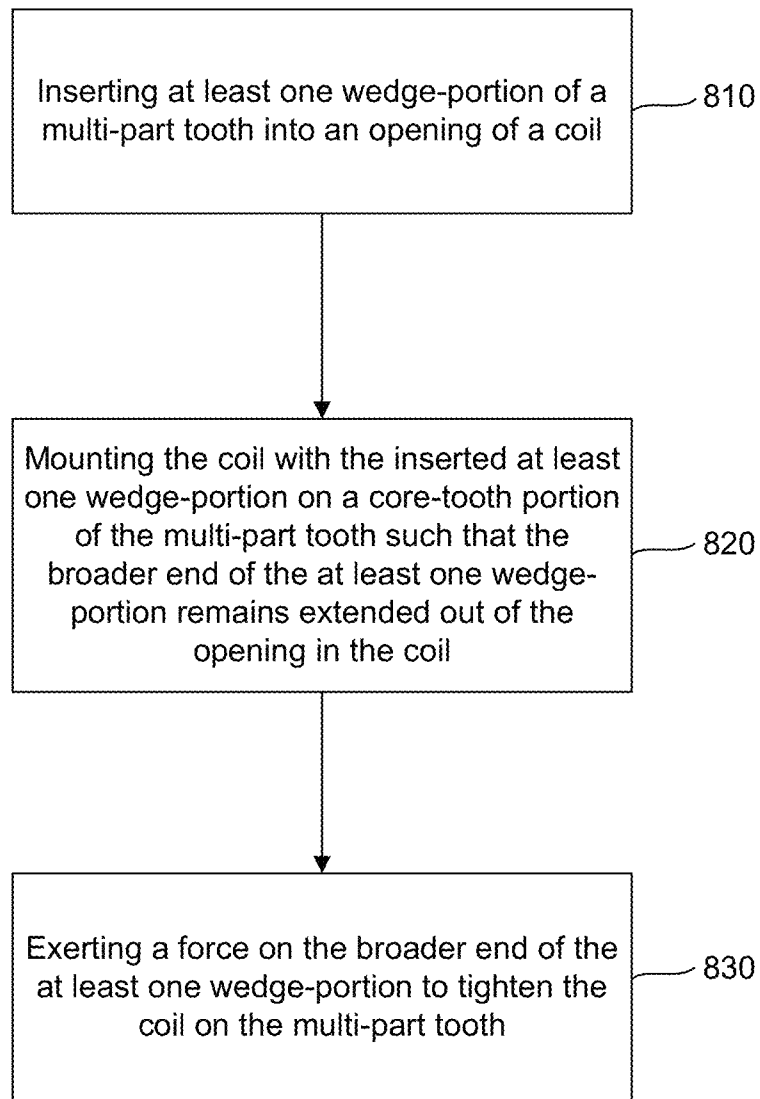 Inserting at least one wedge-portion of a
multi-part tooth into an opening of a coil
810
Mounting the coil with the inserted at least
one wedge-portion on a core-tooth portion
of the multi-part tooth such that the
broader end of the at least one wedge-
portion remains extended out of the
opening in the coil
820
Exerting a force on the broader end of the
at least one wedge-portion to tighten the
coil on the multi-part tooth
830